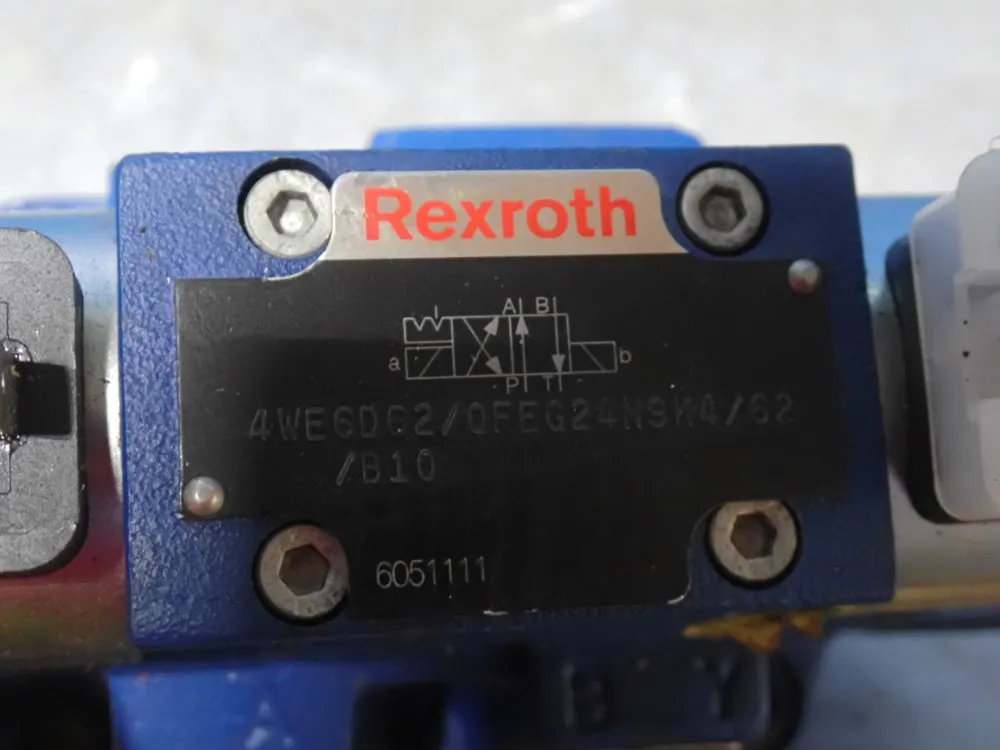 Rexroth
A B
a b
P T
4WE6D62/OFEG24N9K4/62
/B10
6051111
B Y